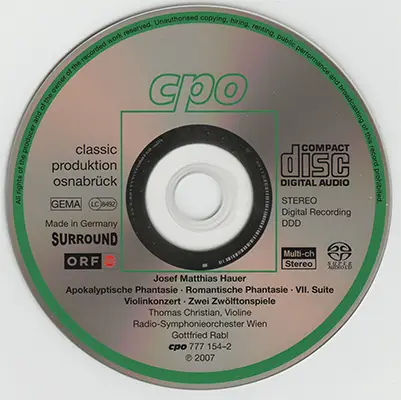 All rights of the producer and of the owner of the recorded work reserved. Unauthorised copying, hiring, renting, public performance and broadcasting of this record prohibited.
cpo
classic
produktion
osnabrück
GEMA LC 8492
Made in Germany
SURROUND
ORF
COMPACT
disc
DIGITAL AUDIO
STEREO
Digital Recording
DDD
Multi-ch
Stereo
SUPER AUDIO CD
Josef Matthias Hauer
Apokalyptische Phantasie · Romantische Phantasie · VII. Suite
Violinkonzert · Zwei Zwölftonspiele
Thomas Christian, Violine
Radio-Symphonieorchester Wien
Gottfried Rabl
cpo 777 154–2
℗ 2007